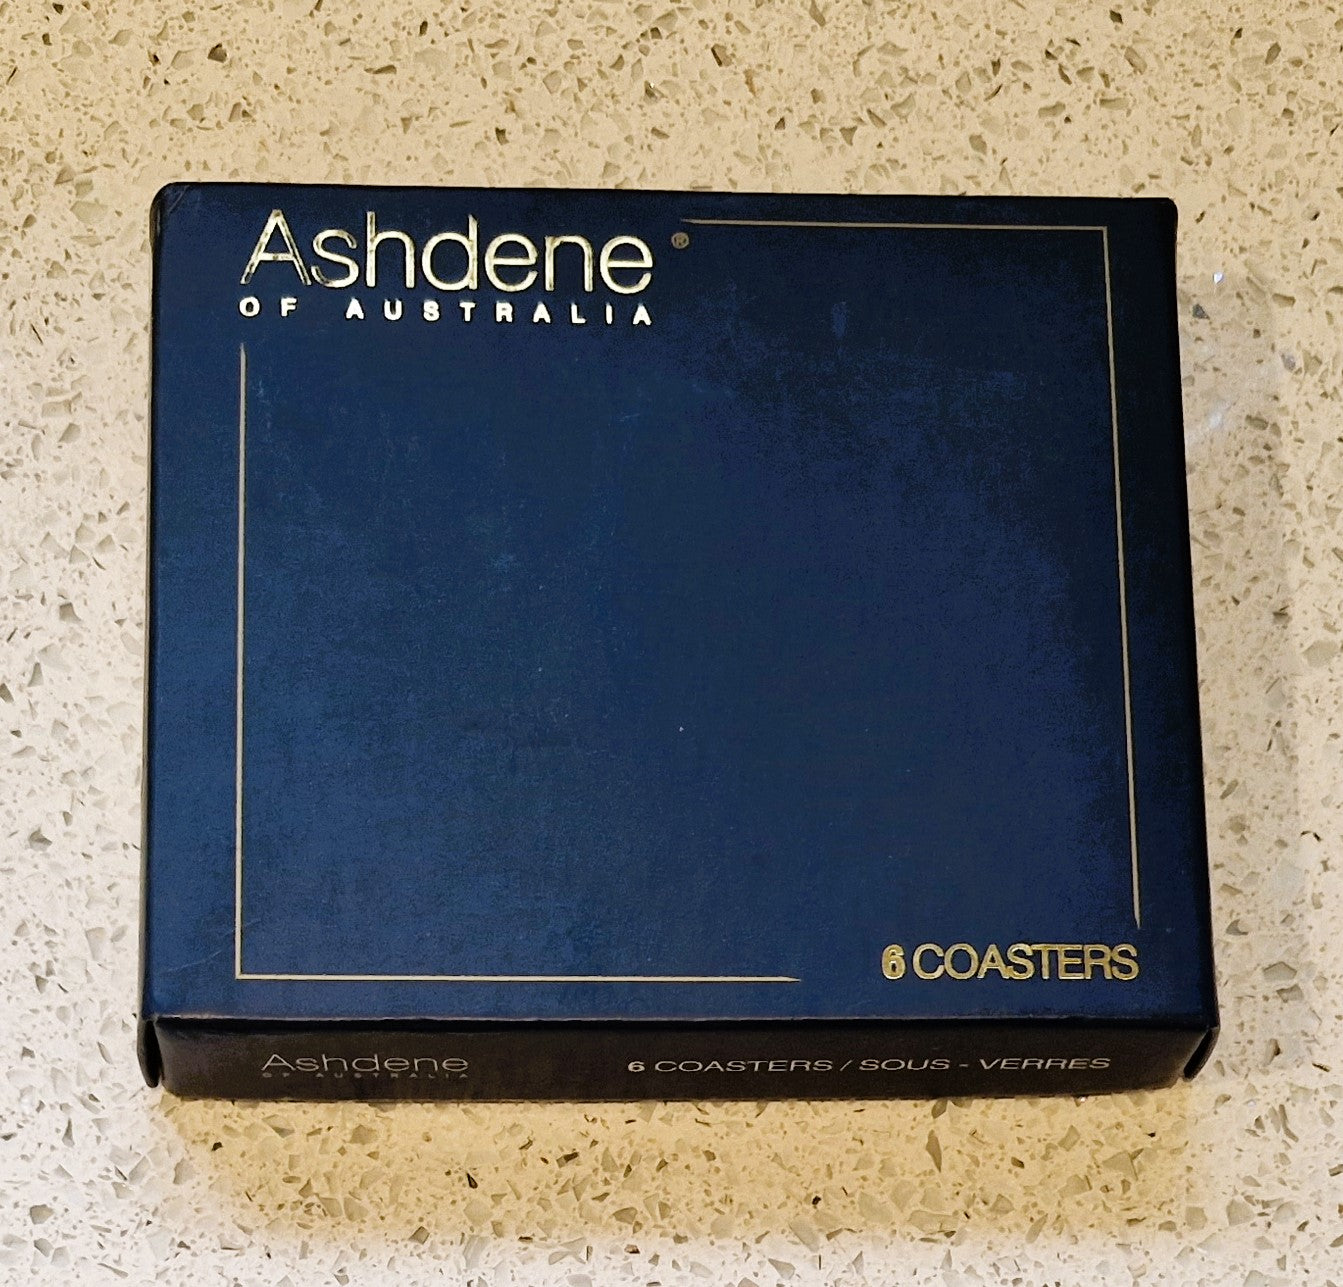 Ashdene®
OF AUSTRALIA
6 COASTERS
Ashdene
OF AUSTRALIA
6 COASTERS / SOUS - VERRES